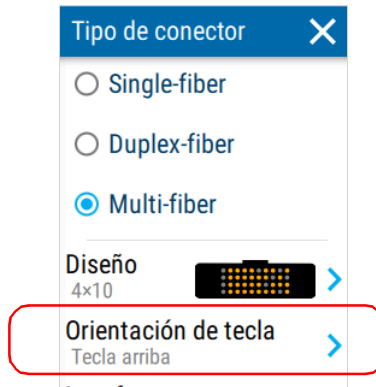 Tipo de conector
Single-fiber
Duplex-fiber
Multi-fiber
Diseño
4×10
Orientación de tecla
Tecla arriba